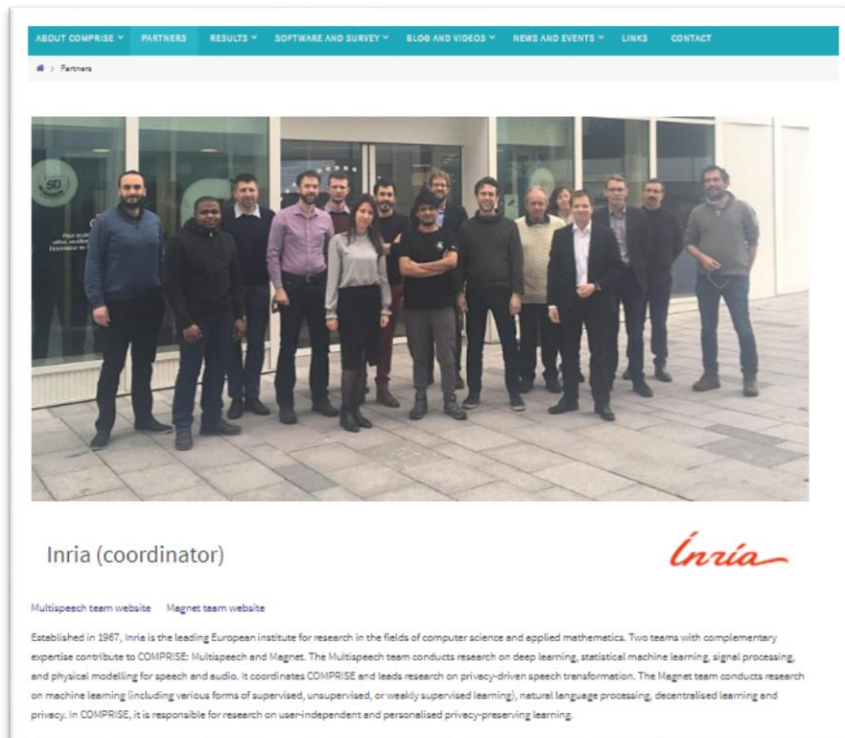 ABOUT COMPRISE PARTNERS RESULTS SOFTWARE AND SURVEY BLOG AND VIDEOS NEWS AND EVENTS LINKS CONTACT
> Partners
50
Inria (coordinator)
Inria
Multispeech team website Magnet team website
Established in 1967, Inria is the leading European institute for research in the fields of computer science and applied mathematics. Two teams with complementary
expertise contribute to COMPRISE: Multispeech and Magnet. The Multispeech team conducts research on deep learning, statistical machine learning, signal processing,
and physical modelling for speech and audio. It coordinates COMPRISE and leads research on privacy-driven speech transformation. The Magnet team conducts research
on machine learning (including various forms of supervised, unsupervised, or weakly supervised learning), natural language processing, decentralised learning and
privacy. In COMPRISE, it is responsible for research on user-independent and personalised privacy-preserving learning.